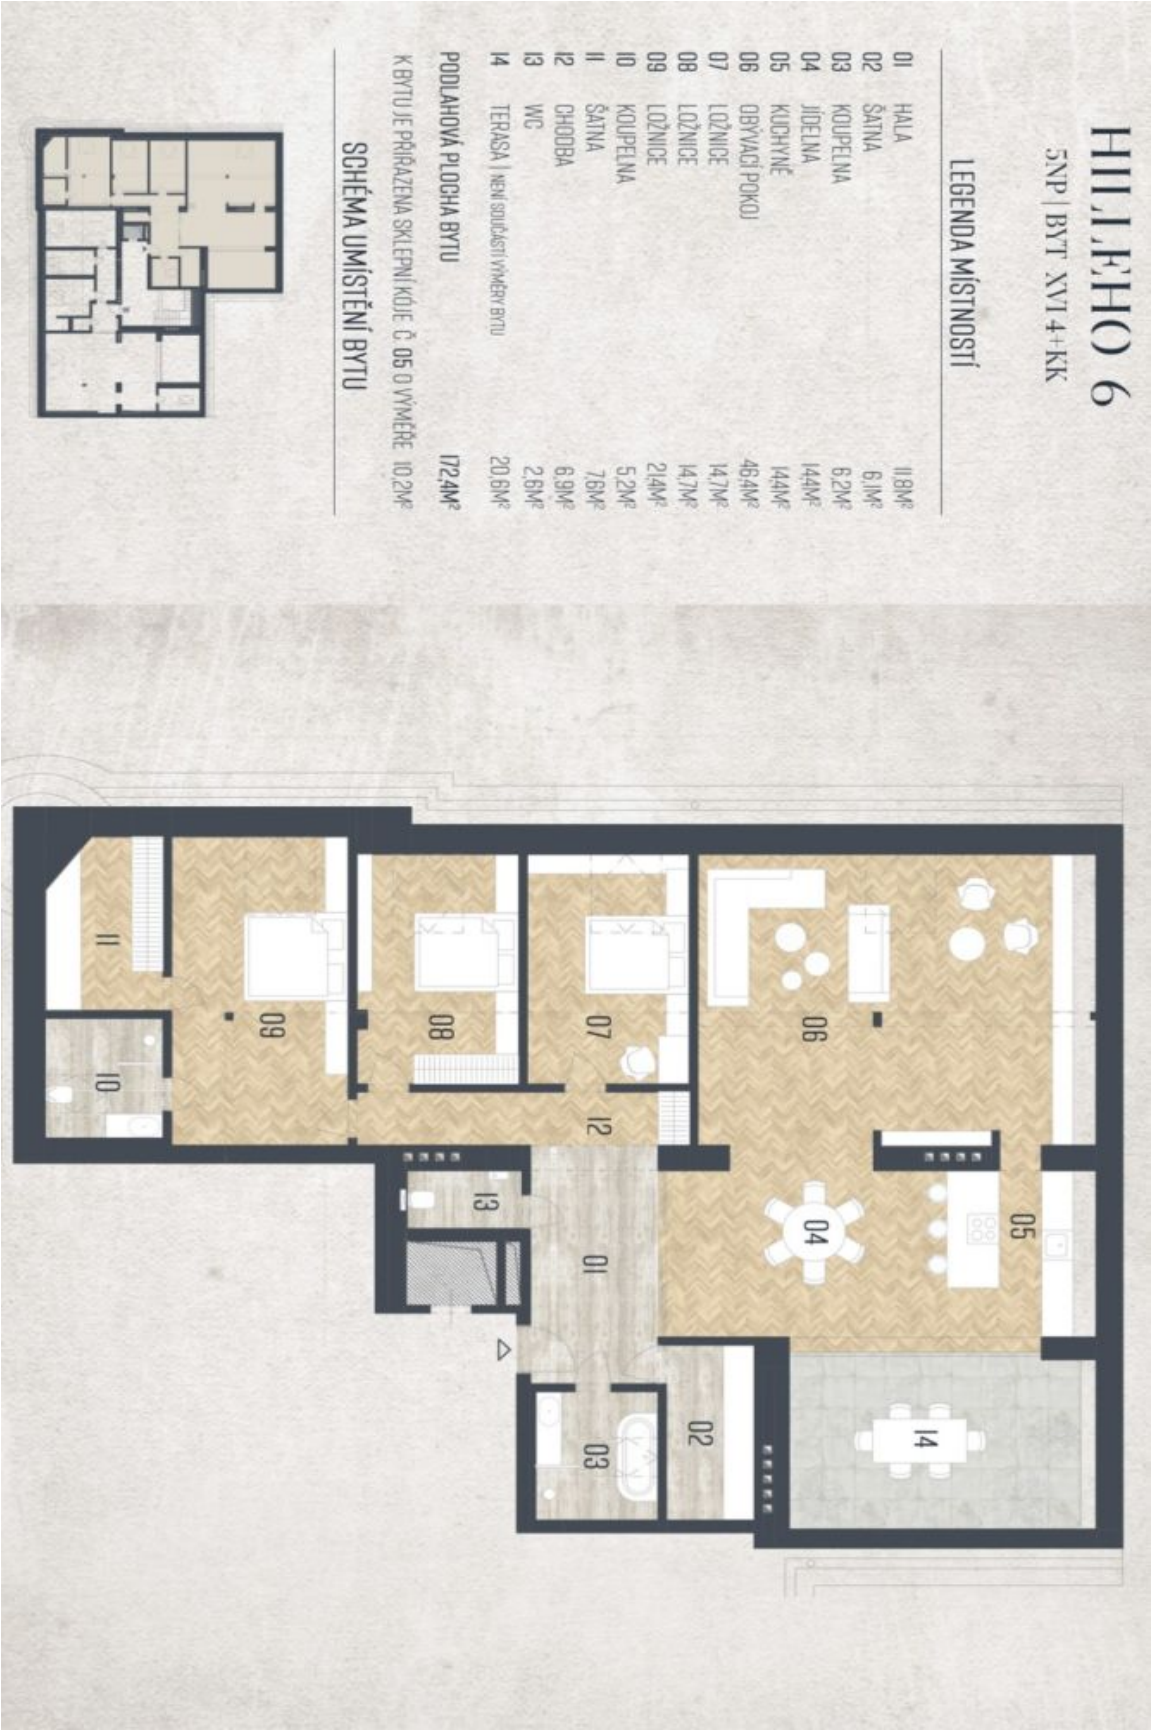 HILLEHO 6
5NP | BYT XVI 4+KK
LEGENDA MÍSTNOSTÍ
01 HALA 11,8M²
02 ŠATNA 6,1M²
03 KOUPELNA 6,2M²
04 JÍDELNA 14,4M²
05 KUCHYNĚ 14,4M²
06 OBÝVACÍ POKOJ 46,4M²
07 LOŽNICE 14,7M²
08 LOŽNICE 14,7M²
09 LOŽNICE 21,4M²
10 KOUPELNA 5,2M²
11 ŠATNA 7,6M²
12 CHODBA 6,9M²
13 WC 2,6M²
14 TERASA | NENÍ SOUČÁSTÍ VÝMĚRY BYTU 20,6M²
PODLAHOVÁ PLOCHA BYTU 172,4M²
K BYTU JE PŘIŘAZENA SKLEPNÍ KÓJE Č. 05 O VÝMĚŘE 10,2M²
SCHÉMA UMÍSTĚNÍ BYTU
11
09
08
07
06
10
12
13
01
04
05
03
02
14